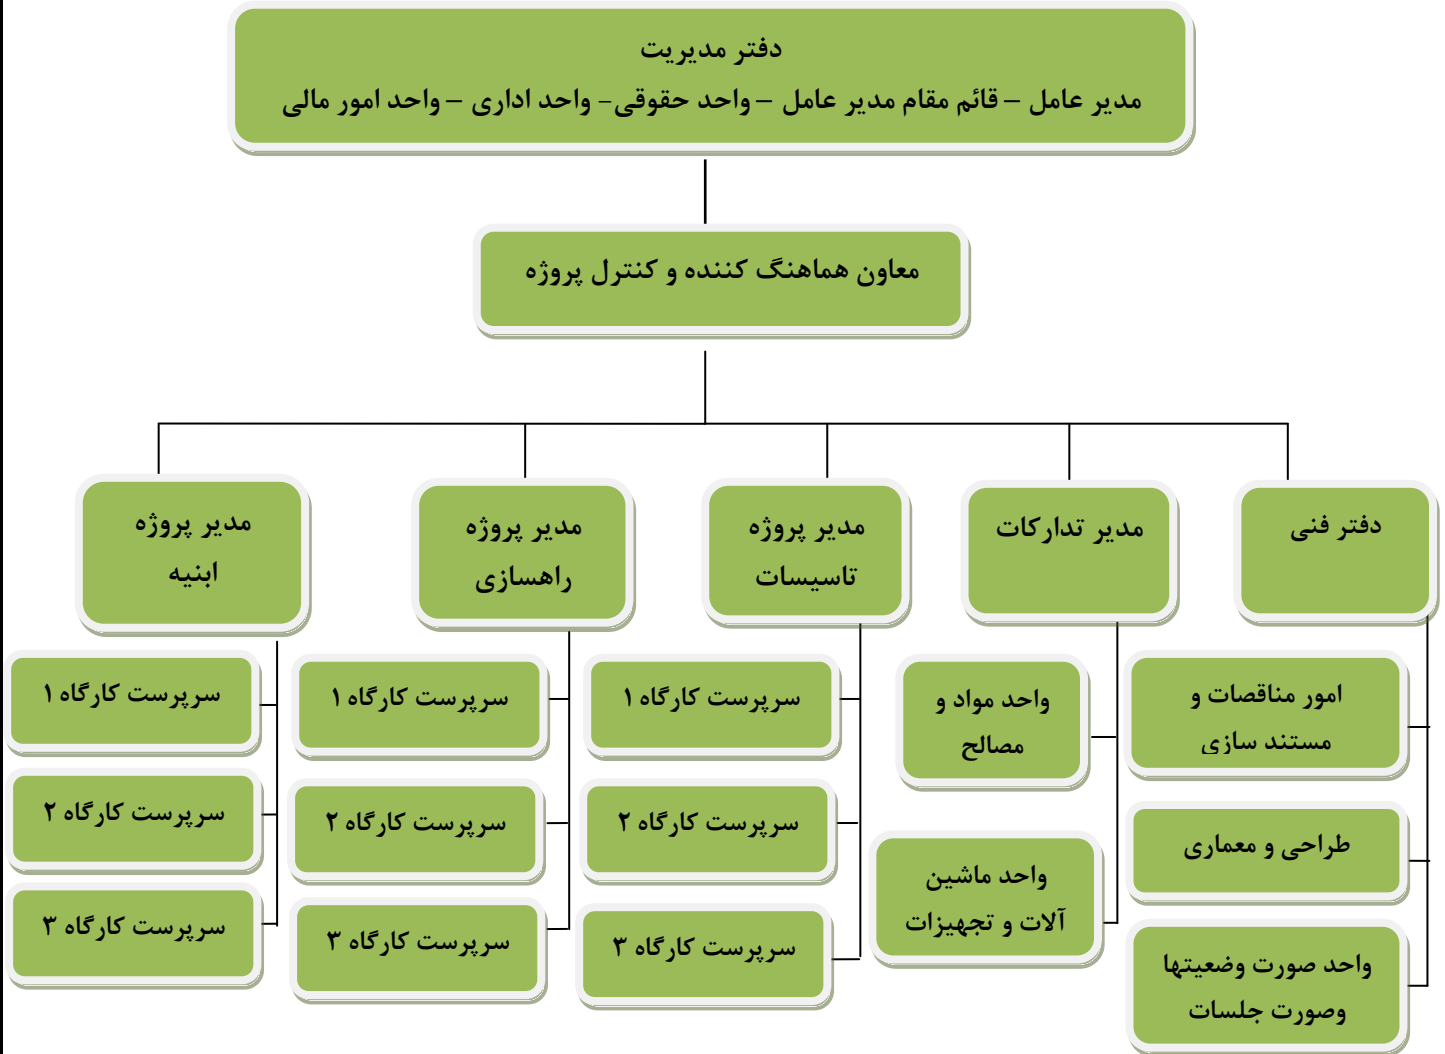 دفتر مدیریت
مدیر عامل – قائم مقام مدیر عامل – واحد حقوقی- واحد اداری – واحد امور مالی
معاون هماهنگ کننده و کنترل پروژه
دفتر فنی
مدیر تدارکات
مدیر پروژه
تاسیسات
مدیر پروژه
راهسازی
مدیر پروژه
ابنیه
امور مناقصات و
مستند سازی
طراحی و معماری
واحد صورت وضعیتها
وصورت جلسات
واحد مواد و
مصالح
واحد ماشین
آلات و تجهیزات
سرپرست کارگاه ۱
سرپرست کارگاه ۲
سرپرست کارگاه ۳
سرپرست کارگاه ۱
سرپرست کارگاه ۲
سرپرست کارگاه ۳
سرپرست کارگاه ۱
سرپرست کارگاه ۲
سرپرست کارگاه ۳